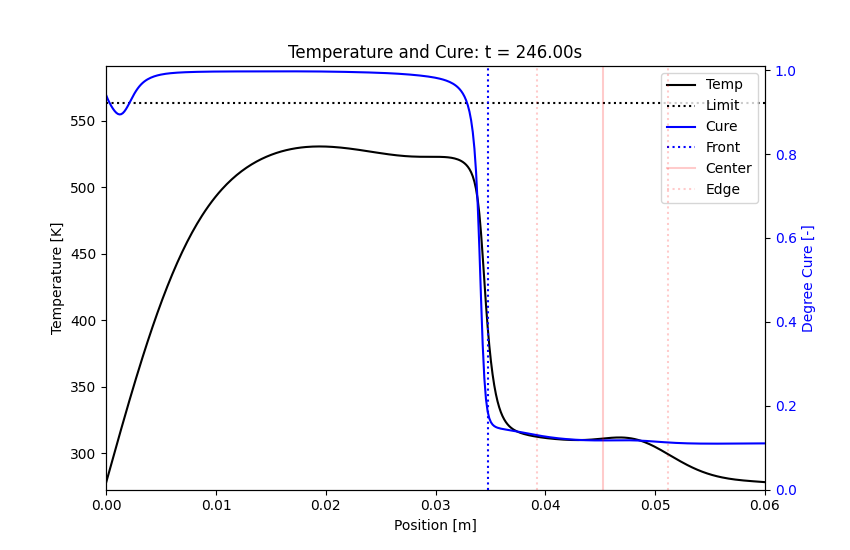 Temperature and Cure: t = 246.00s
Temperature [K]
550
500
450
400
350
300
0.00
0.01
0.02
0.03
0.04
0.05
0.06
Position [m]
1.0
0.8
0.6
0.4
0.2
0.0
Degree Cure [-]
Temp
Limit
Cure
Front
Center
Edge